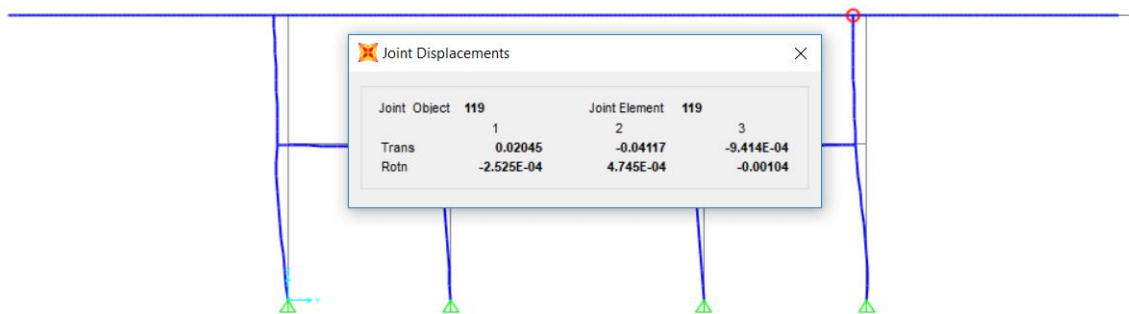 Joint Displacements
Joint Object 119 Joint Element 119
1 2 3
Trans 0.02045 -0.04117 -9.414E-04
Rotn -2.525E-04 4.745E-04 -0.00104